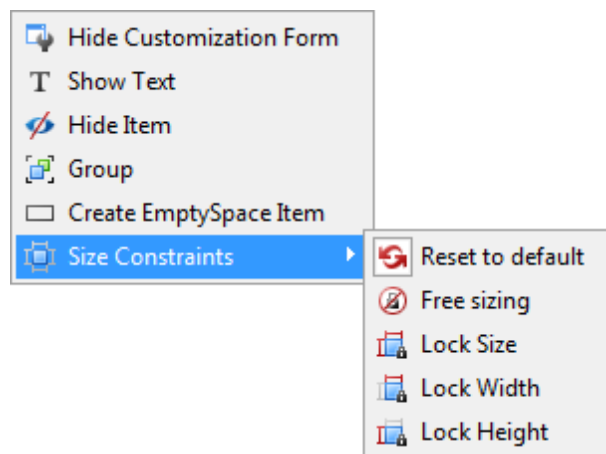 Hide Customization Form
Show Text
Hide Item
Group
Create EmptySpace Item
Size Constraints
Reset to default
Free sizing
Lock Size
Lock Width
Lock Height